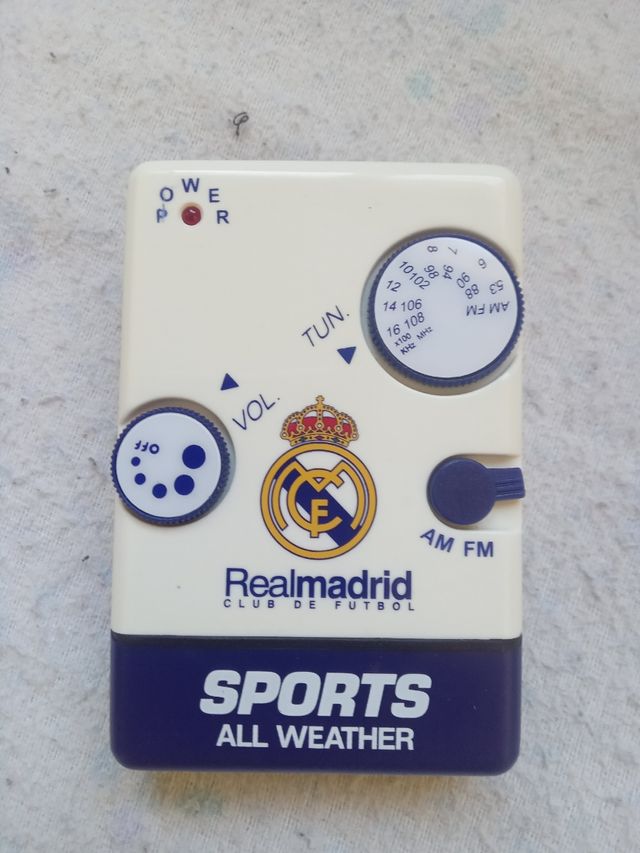 POWER
AM FM
53 88
6 90
7 94
8 98
10 102
12
14 106
16 108
x100 MHz
KHz
TUN.
VOL.
OFF
AM FM
Realmadrid
CLUB DE FUTBOL
SPORTS
ALL WEATHER